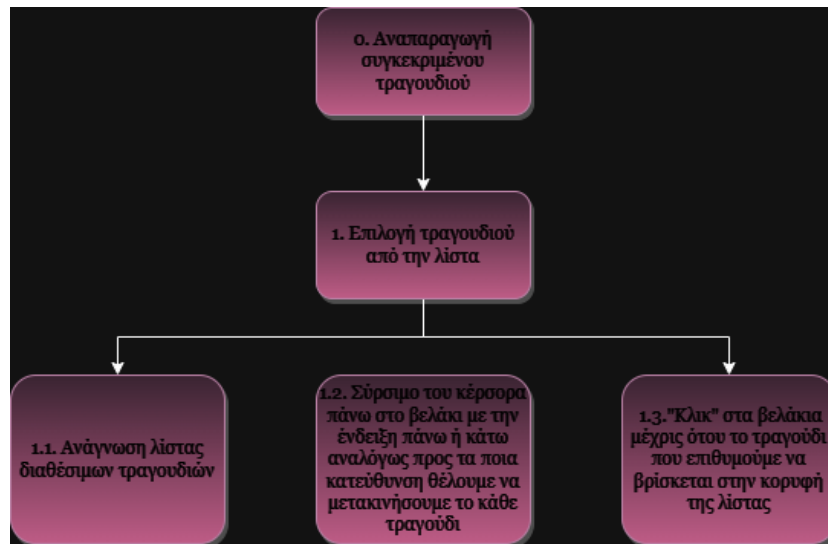 0. Αναπαραγωγή
συγκεκριμένου
τραγουδιού
1. Επιλογή τραγουδιού
από την λίστα
1.1. Ανάγνωση λίστας
διαθέσιμων τραγουδιών
1.2. Σύρσιμο του κέρσορα
πάνω στο βελάκι με την
ένδειξη πάνω ή κάτω
αναλόγως προς τα ποια
κατεύθυνση θέλουμε να
μετακινήσουμε το κάθε
τραγούδι
1.3."Κλικ" στα βελάκια
μέχρις ότου το τραγούδι
που επιθυμούμε να
βρίσκεται στην κορυφή
της λίστας